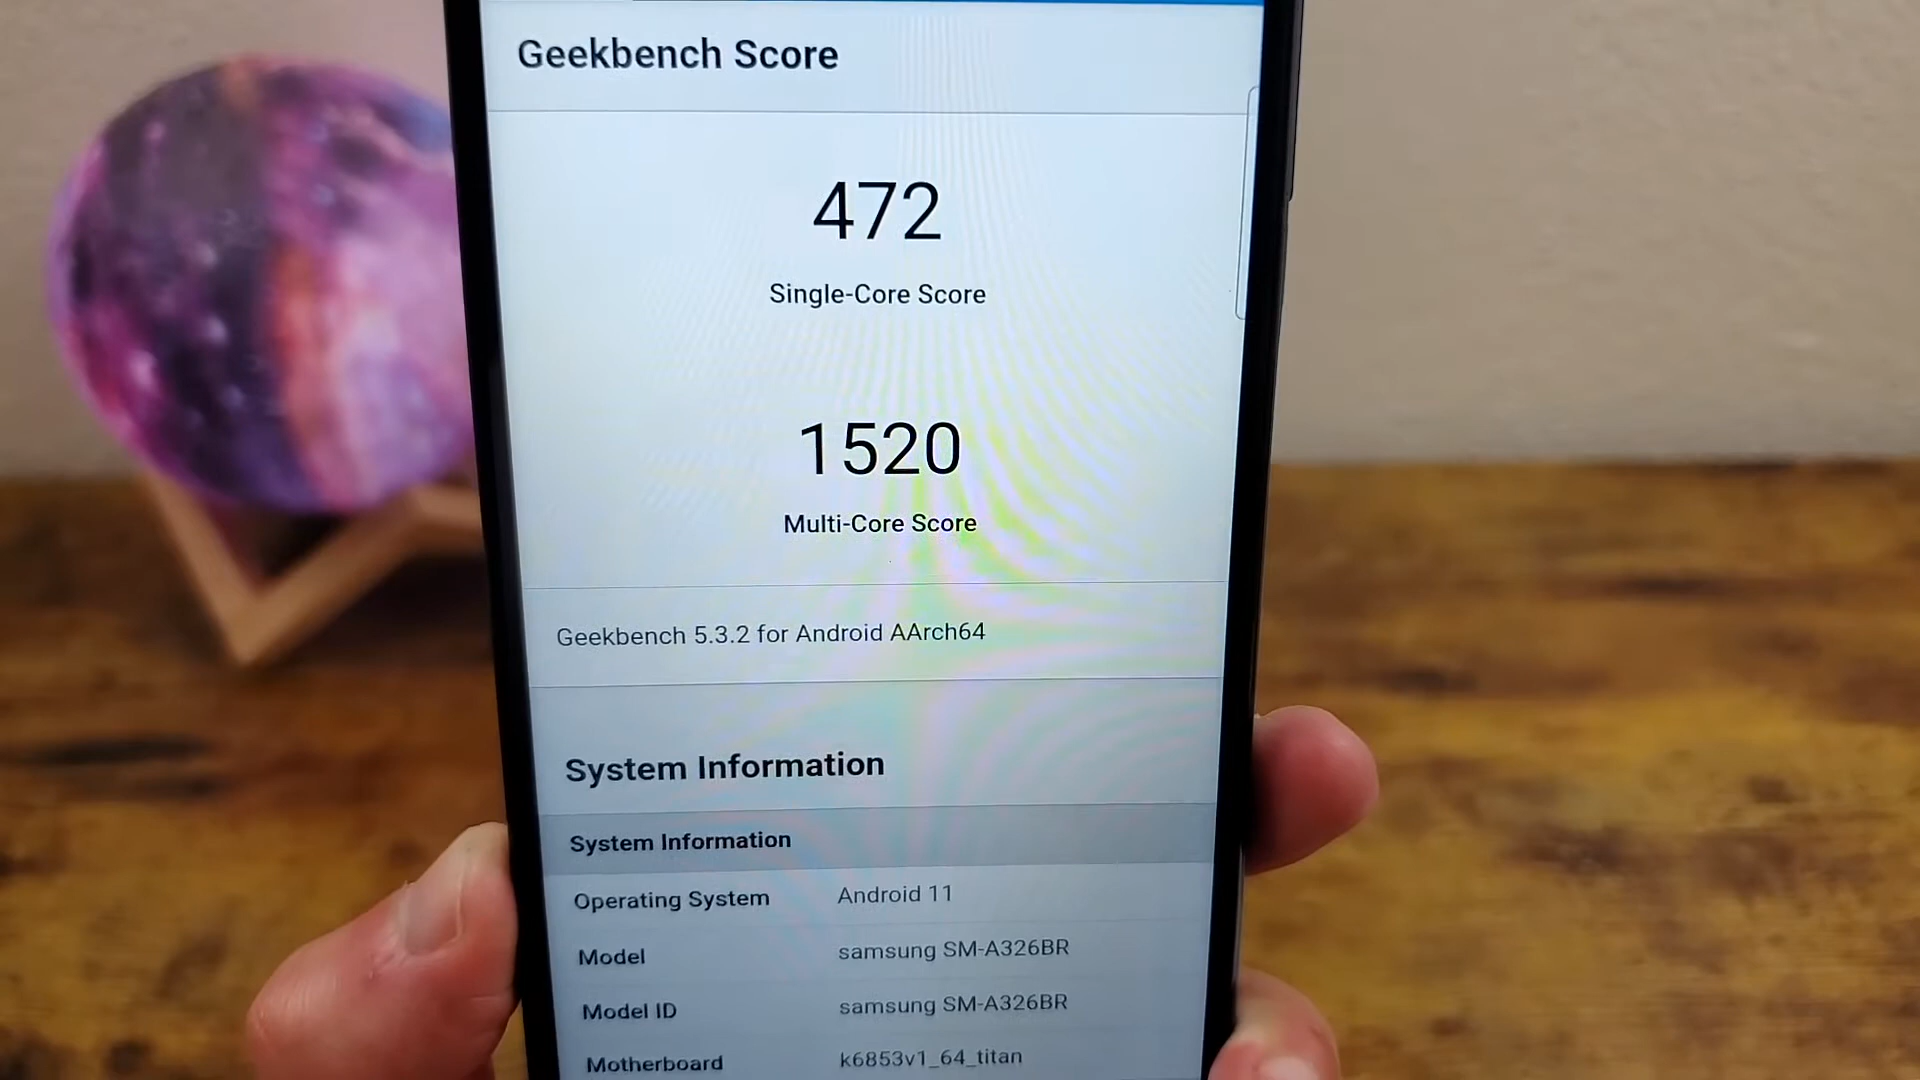 Geekbench Score
472
Single-Core Score
1520
Multi-Core Score
Geekbench 5.3.2 for Android AArch64
System Information
System Information
Operating System Android 11
Model samsung SM-A326BR
Model ID samsung SM-A326BR
Motherboard k6853v1_64_titan